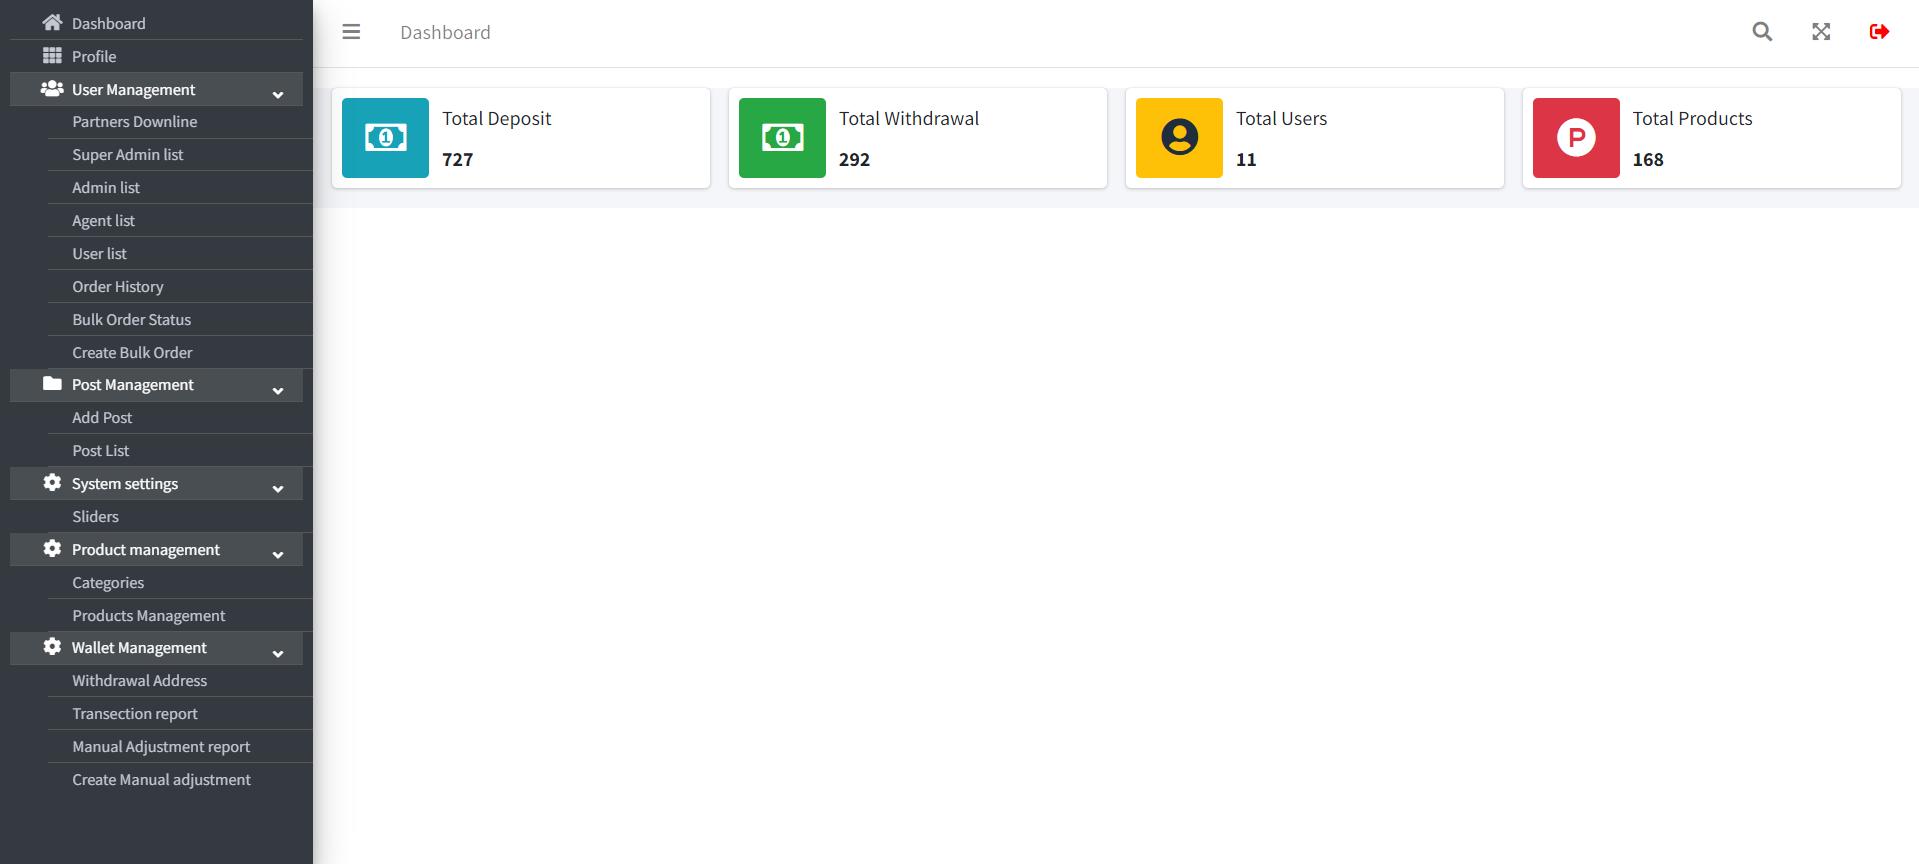 Dashboard
Profile
User Management
Partners Downline
Super Admin list
Admin list
Agent list
User list
Order History
Bulk Order Status
Create Bulk Order
Post Management
Add Post
Post List
System settings
Sliders
Product management
Categories
Products Management
Wallet Management
Withdrawal Address
Transection report
Manual Adjustment report
Create Manual adjustment
Dashboard
1
Total Deposit
727
1
Total Withdrawal
292
Total Users
11
P
Total Products
168